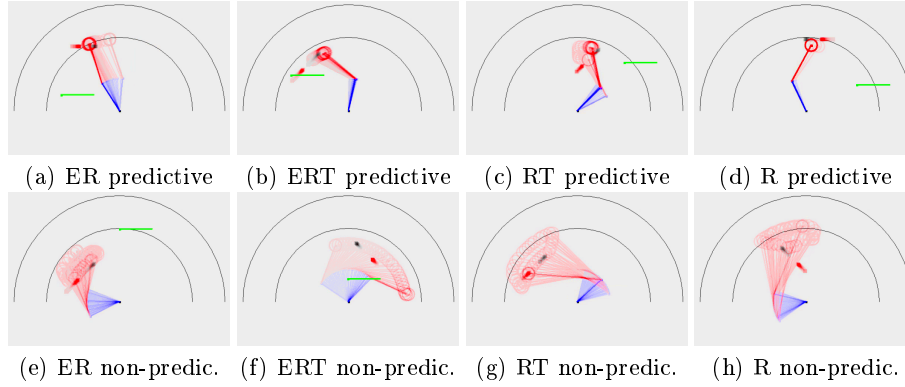 (a) ER predictive (b) ERT predictive (c) RT predictive (d) R predictive
(e) ER non-predic. (f) ERT non-predic. (g) RT non-predic. (h) R non-predic.